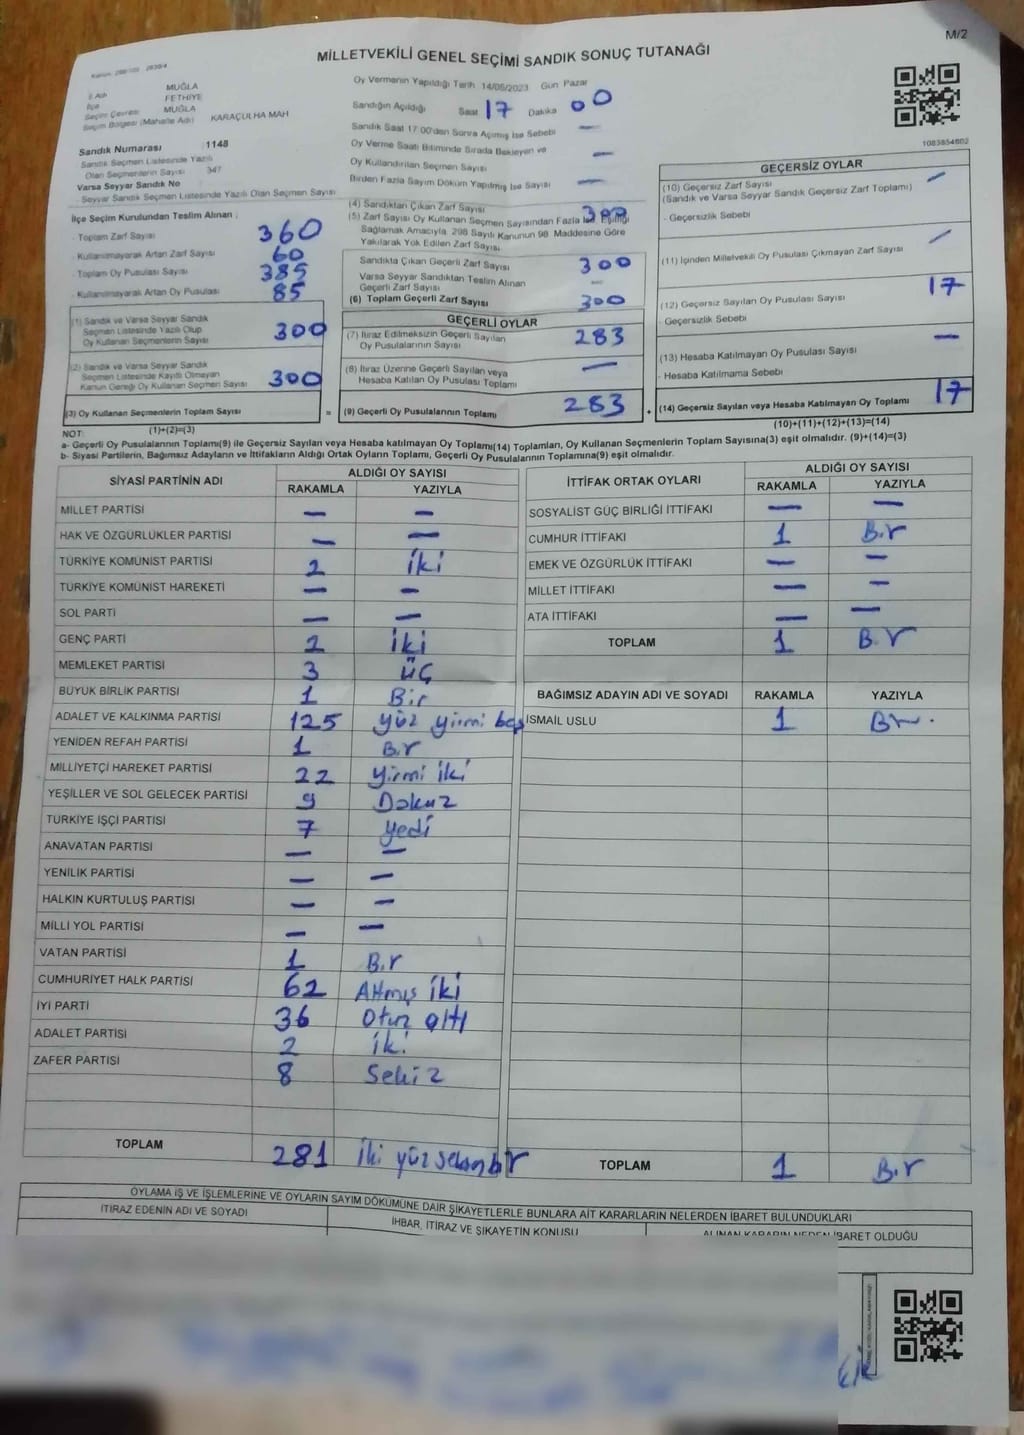 M/2
MİLLETVEKİLİ GENEL SEÇİMİ SANDIK SONUÇ TUTANAĞI
İl Adı MUĞLA
İlçe FETHİYE
Seçim Çevresi MUĞLA
Seçim Bölgesi (Mahalle Adı) KARAÇULHA MAH
Sandık Numarası 1148
Sandık Seçmen Listesinde Yazılı
Olan Seçmenlerin Sayısı 347
Varsa Seyyar Sandık No
Seyyar Sandık Seçmen Listesinde Yazılı Olan Seçmen Sayısı
İlçe Seçim Kurulundan Teslim Alınan :
- Toplam Zarf Sayısı 360
- Kullanılmayarak Artan Zarf Sayısı 60
- Toplam Oy Pusulası Sayısı 385
- Kullanılmayarak Artan Oy Pusulası 85
(1) Sandık ve Varsa Seyyar Sandık
Seçmen Listesinde Yazılı Olup
Oy Kullanan Seçmenlerin Sayısı 300
(2) Sandık ve Varsa Seyyar Sandık
Seçmen Listesinde Kayıtlı Olmayan
Kanun Gereği Oy Kullanan Seçmen Sayısı 300
(3) Oy Kullanan Seçmenlerin Toplam Sayısı =
(1)+(2)=(3)
Oy Vermenin Yapıldığı Tarih 14/05/2023 Gün Pazar
Sandığın Açıldığı Saat 17 Dakika 00
Sandık Saat 17:00'den Sonra Açılmış İse Sebebi —
Oy Verme Saati Bitiminde Sırada Bekleyen ve
Oy Kullandırılan Seçmen Sayısı —
Birden Fazla Sayım Döküm Yapılmış İse Sayısı —
(4) Sandıktan Çıkan Zarf Sayısı 300
(5) Zarf Sayısı Oy Kullanan Seçmen Sayısından Fazla İse, Eşitliği
Sağlamak Amacıyla, 298 Sayılı Kanunun 98. Maddesine Göre
Yakılarak Yok Edilen Zarf Sayısı
Sandıkta Çıkan Geçerli Zarf Sayısı 300
Varsa Seyyar Sandıktan Teslim Alınan
Geçerli Zarf Sayısı —
(6) Toplam Geçerli Zarf Sayısı 300
GEÇERLİ OYLAR
(7) İtiraz Edilmeksizin Geçerli Sayılan
Oy Pusulalarının Sayısı 283
(8) İtiraz Üzerine Geçerli Sayılan veya
Hesaba Katılan Oy Pusulası Toplamı —
(9) Geçerli Oy Pusulalarının Toplamı 283 +
1083854602
GEÇERSİZ OYLAR
(10) Geçersiz Zarf Sayısı —
(Sandık ve Varsa Seyyar Sandık Geçersiz Zarf Toplamı)
- Geçersizlik Sebebi
(11) İçinden Milletvekili Oy Pusulası Çıkmayan Zarf Sayısı —
(12) Geçersiz Sayılan Oy Pusulası Sayısı 17
- Geçersizlik Sebebi
(13) Hesaba Katılmayan Oy Pusulası Sayısı —
- Hesaba Katılmama Sebebi
(14) Geçersiz Sayılan veya Hesaba Katılmayan Oy Toplamı 17
(10)+(11)+(12)+(13)=(14)
NOT:
a- Geçerli Oy Pusulalarının Toplamı(9) ile Geçersiz Sayılan veya Hesaba katılmayan Oy Toplamı(14) Toplamları, Oy Kullanan Seçmenlerin Toplam Sayısına(3) eşit olmalıdır. (9)+(14)=(3)
b- Siyasi Partilerin, Bağımsız Adayların ve İttifakların Aldığı Ortak Oyların Toplamı, Geçerli Oy Pusulalarının Toplamına(9) eşit olmalıdır.
SİYASİ PARTİNİN ADI ALDIĞI OY SAYISI
RAKAMLA YAZIYLA
MİLLET PARTİSİ — —
HAK VE ÖZGÜRLÜKLER PARTİSİ — —
TÜRKİYE KOMÜNİST PARTİSİ 2 iki
TÜRKİYE KOMÜNİST HAREKETİ — —
SOL PARTİ — —
GENÇ PARTİ 2 iki
MEMLEKET PARTİSİ 3 üç
BÜYÜK BİRLİK PARTİSİ 1 Bir
ADALET VE KALKINMA PARTİSİ 125 yüz yirmi beş
YENİDEN REFAH PARTİSİ 1 Bir
MİLLİYETÇİ HAREKET PARTİSİ 22 yirmi iki
YEŞİLLER VE SOL GELECEK PARTİSİ 9 Dokuz
TÜRKİYE İŞÇİ PARTİSİ 7 yedi
ANAVATAN PARTİSİ — —
YENİLİK PARTİSİ — —
HALKIN KURTULUŞ PARTİSİ — —
MİLLİ YOL PARTİSİ — —
VATAN PARTİSİ 1 Bir
CUMHURİYET HALK PARTİSİ 62 Altmış iki
İYİ PARTİ 36 Otuz altı
ADALET PARTİSİ 2 iki
ZAFER PARTİSİ 8 Sekiz
TOPLAM 281 iki yüz seksen bir
İTTİFAK ORTAK OYLARI ALDIĞI OY SAYISI
RAKAMLA YAZIYLA
SOSYALİST GÜÇ BİRLİĞİ İTTİFAKI — —
CUMHUR İTTİFAKI 1 Bir
EMEK VE ÖZGÜRLÜK İTTİFAKI — —
MİLLET İTTİFAKI — —
ATA İTTİFAKI — —
TOPLAM 1 Bir
BAĞIMSIZ ADAYIN ADI VE SOYADI RAKAMLA YAZIYLA
İSMAİL USLU 1 Bir.
TOPLAM 1 Bir
OYLAMA İŞ VE İŞLEMLERİNE VE OYLARIN SAYIM DÖKÜMÜNE DAİR ŞİKAYETLERLE BUNLARA AİT KARARLARIN NELERDEN İBARET BULUNDUKLARI
İTİRAZ EDENİN ADI VE SOYADI İHBAR, İTİRAZ VE ŞİKAYETİN KONUSU ALINAN KARARIN NEDEN İBARET OLDUĞU